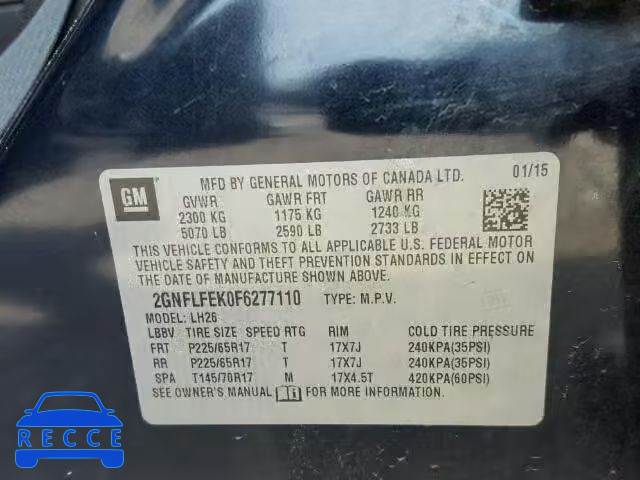 GM
MFD BY GENERAL MOTORS OF CANADA LTD. 01/15
GVWR GAWR FRT GAWR RR
2300 KG 1175 KG 1240 KG
5070 LB 2590 LB 2733 LB
THIS VEHICLE CONFORMS TO ALL APPLICABLE U.S. FEDERAL MOTOR
VEHICLE SAFETY AND THEFT PREVENTION STANDARDS IN EFFECT ON
THE DATE OF MANUFACTURE SHOWN ABOVE.
2GNFLFEK0F6277110 TYPE: M.P.V.
MODEL: LH26
LBBV TIRE SIZE SPEED RTG RIM COLD TIRE PRESSURE
FRT P225/65R17 T 17X7J 240KPA(35PSI)
RR P225/65R17 T 17X7J 240KPA(35PSI)
SPA T145/70R17 M 17X4.5T 420KPA(60PSI)
SEE OWNER'S MANUAL FOR MORE INFORMATION.
RECCE